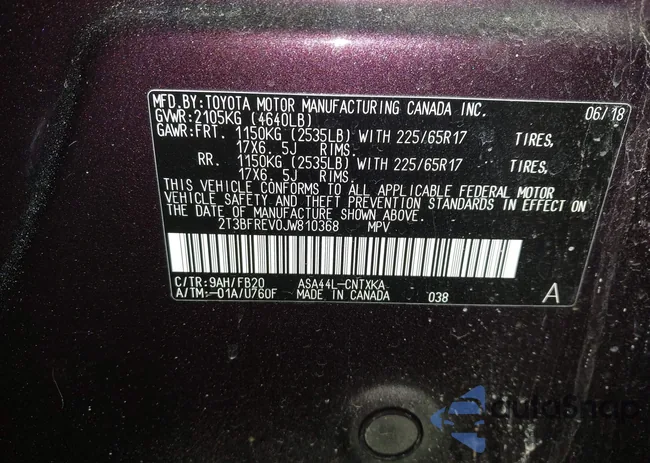 MFD.BY:TOYOTA MOTOR MANUFACTURING CANADA INC. 06/18
GVWR:2105KG (4640LB)
GAWR:FRT. 1150KG (2535LB) WITH 225/65R17 TIRES,
17X6.5J RIMS.
RR. 1150KG (2535LB) WITH 225/65R17 TIRES,
17X6.5J RIMS.
THIS VEHICLE CONFORMS TO ALL APPLICABLE FEDERAL MOTOR
VEHICLE SAFETY AND THEFT PREVENTION STANDARDS IN EFFECT ON
THE DATE OF MANUFACTURE SHOWN ABOVE.
2T3BFREV0JW810368 MPV
C/TR:9AH/FB20 ASA44L-CNTXKA
A/TM:-01A/U760F MADE IN CANADA 038 A
autoSnap